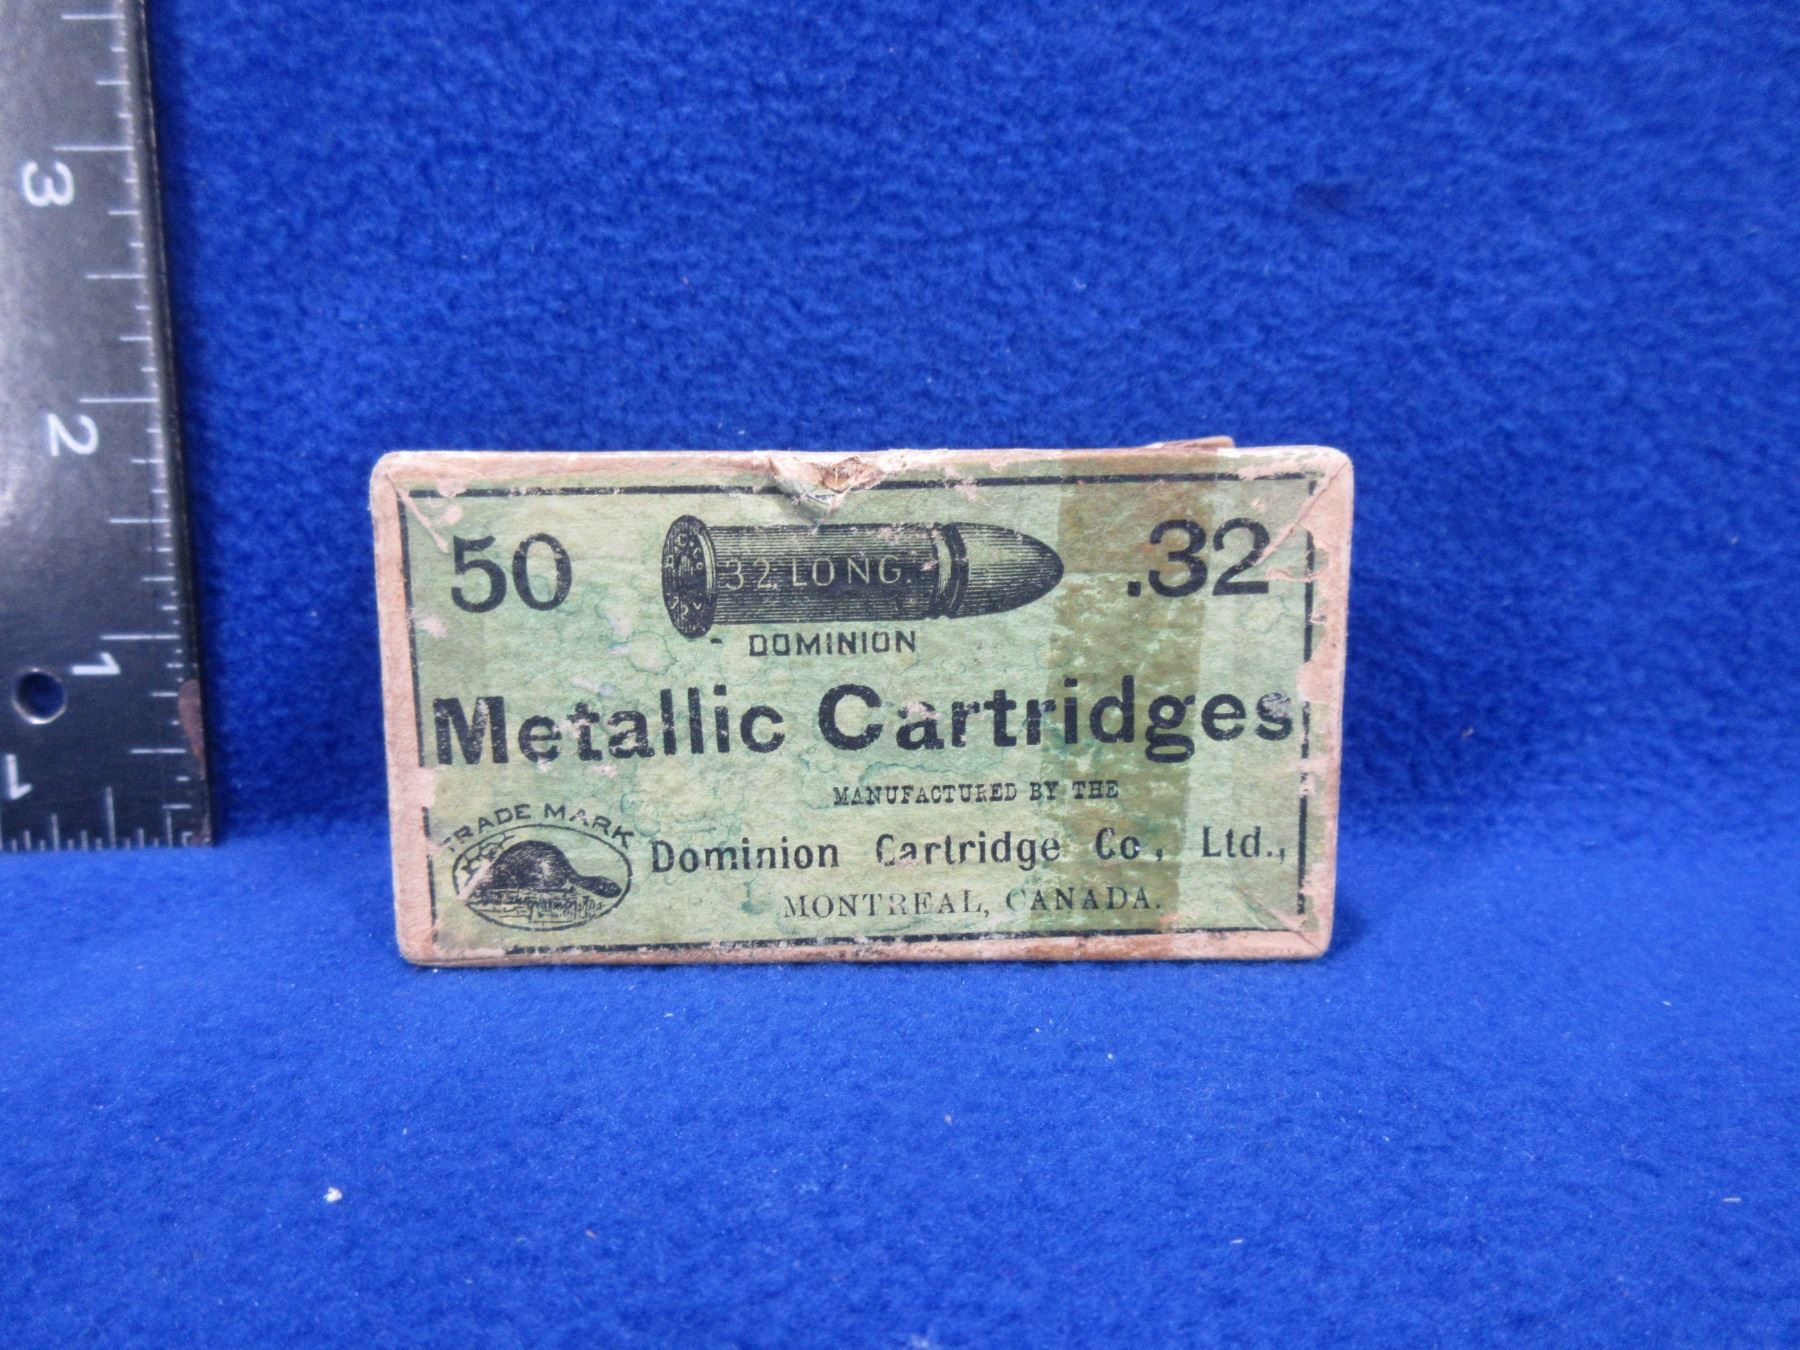 3
2
1
1
50
.32
32 LONG.
DOMINION
Metallic Cartridges
MANUFACTURED BY THE
TRADE MARK
Dominion Cartridge Co, Ltd.,
MONTREAL, CANADA.